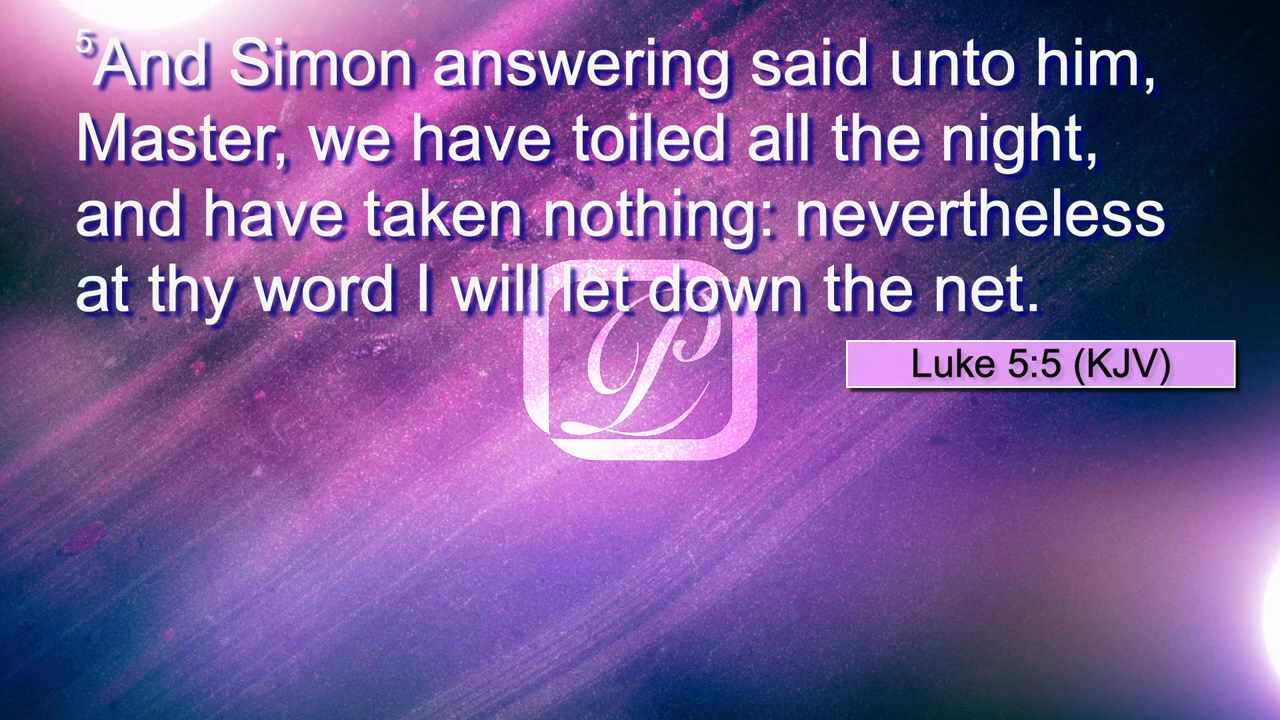 5And Simon answering said unto him,
Master, we have toiled all the night,
and have taken nothing: nevertheless
at thy word I will let down the net.
Luke 5:5 (KJV)
P